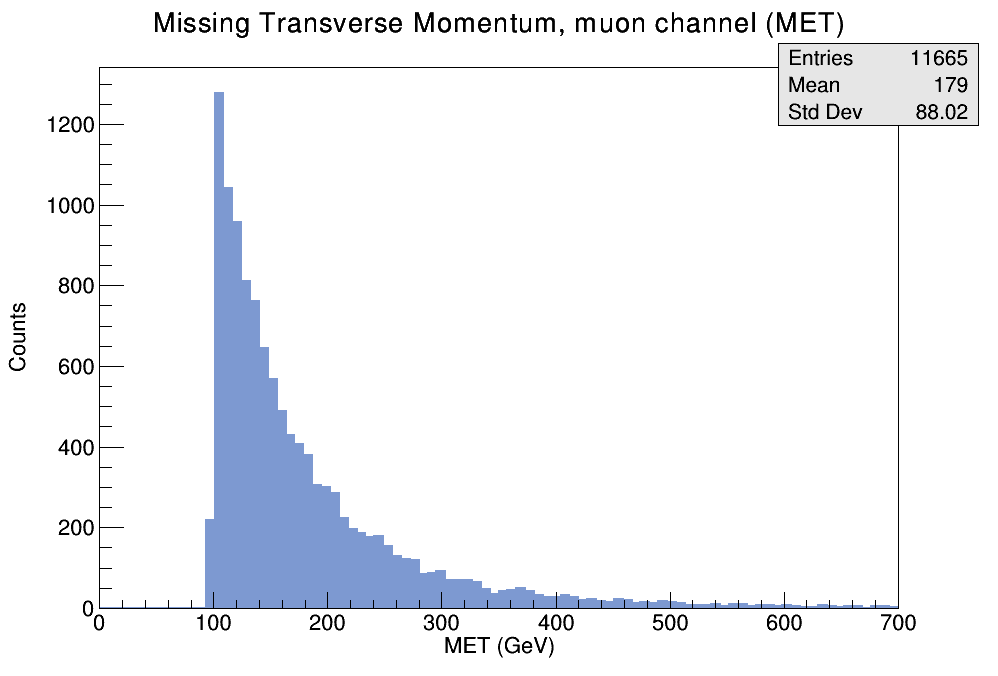 Missing Transverse Momentum, muon channel (MET)
Entries 11665
Mean 179
Std Dev 88.02
Counts
1200
1000
800
600
400
200
0
0 100 200 300 400 500 600 700
MET (GeV)